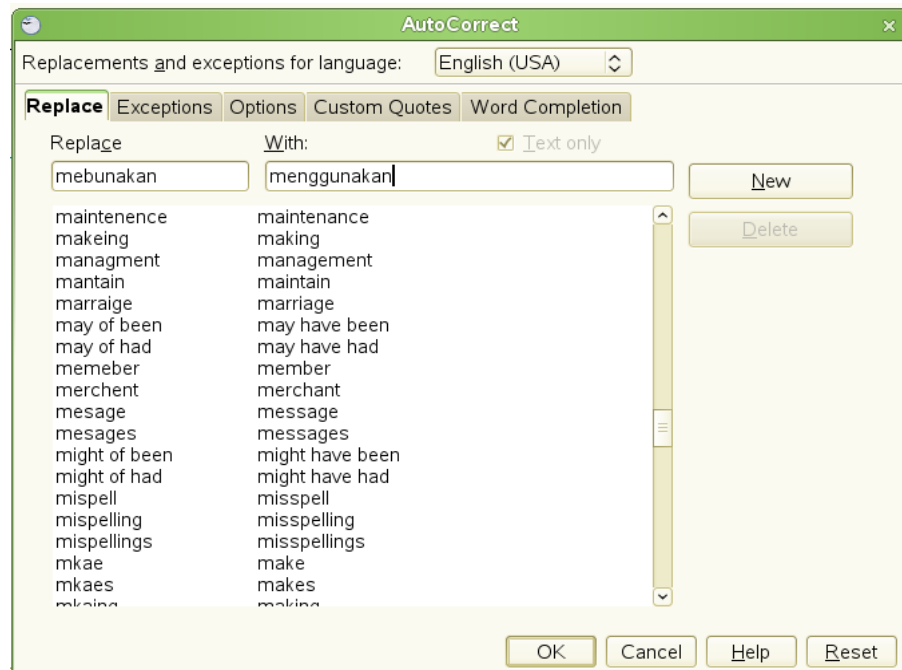 AutoCorrect
Replacements and exceptions for language: English (USA)
Replace Exceptions Options Custom Quotes Word Completion
Replace With: Text only
mebunakan menggunakan New
maintenence maintenance
Delete
makeing making
managment management
mantain maintain
marraige marriage
may of been may have been
may of had may have had
memeber member
merchent merchant
mesage message
mesages messages
might of been might have been
might of had might have had
mispell misspell
mispelling misspelling
mispellings misspellings
mkae make
mkaes makes
mkaing making
OK Cancel Help Reset